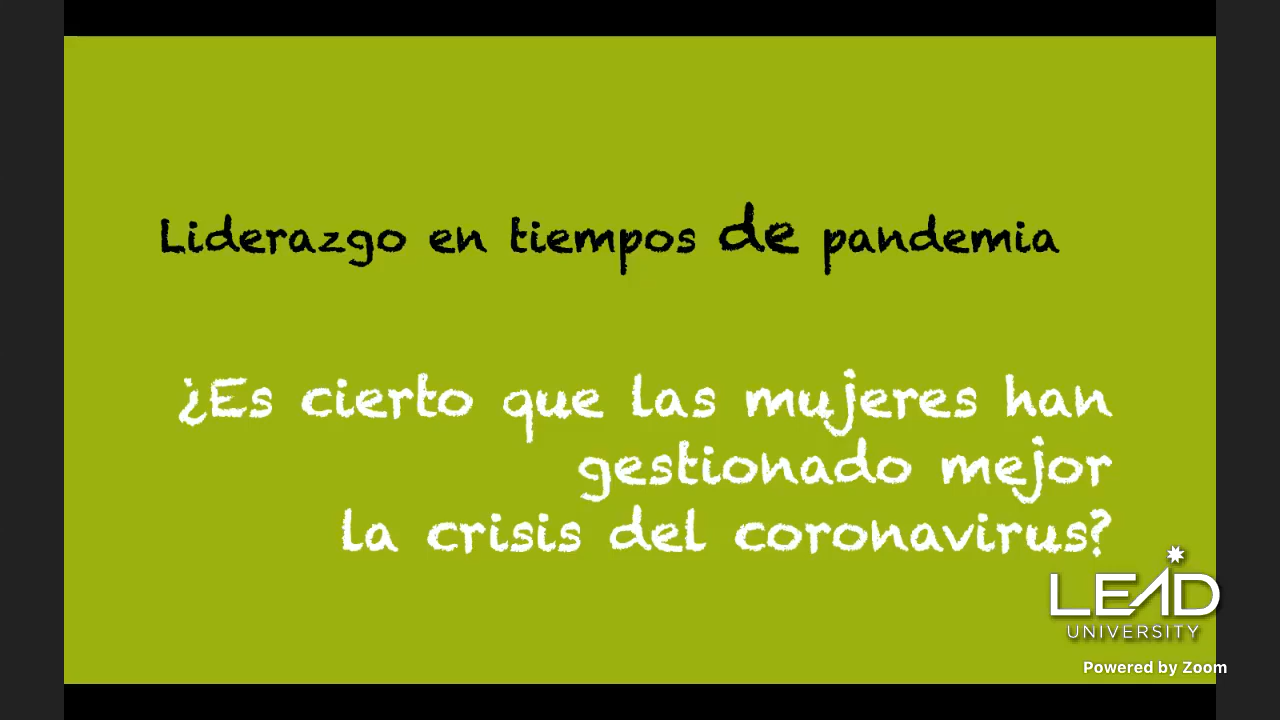 Liderazgo en tiempos de pandemia
¿Es cierto que las mujeres han
gestionado mejor
la crisis del coronavirus?
LEAD
UNIVERSITY
Powered by Zoom